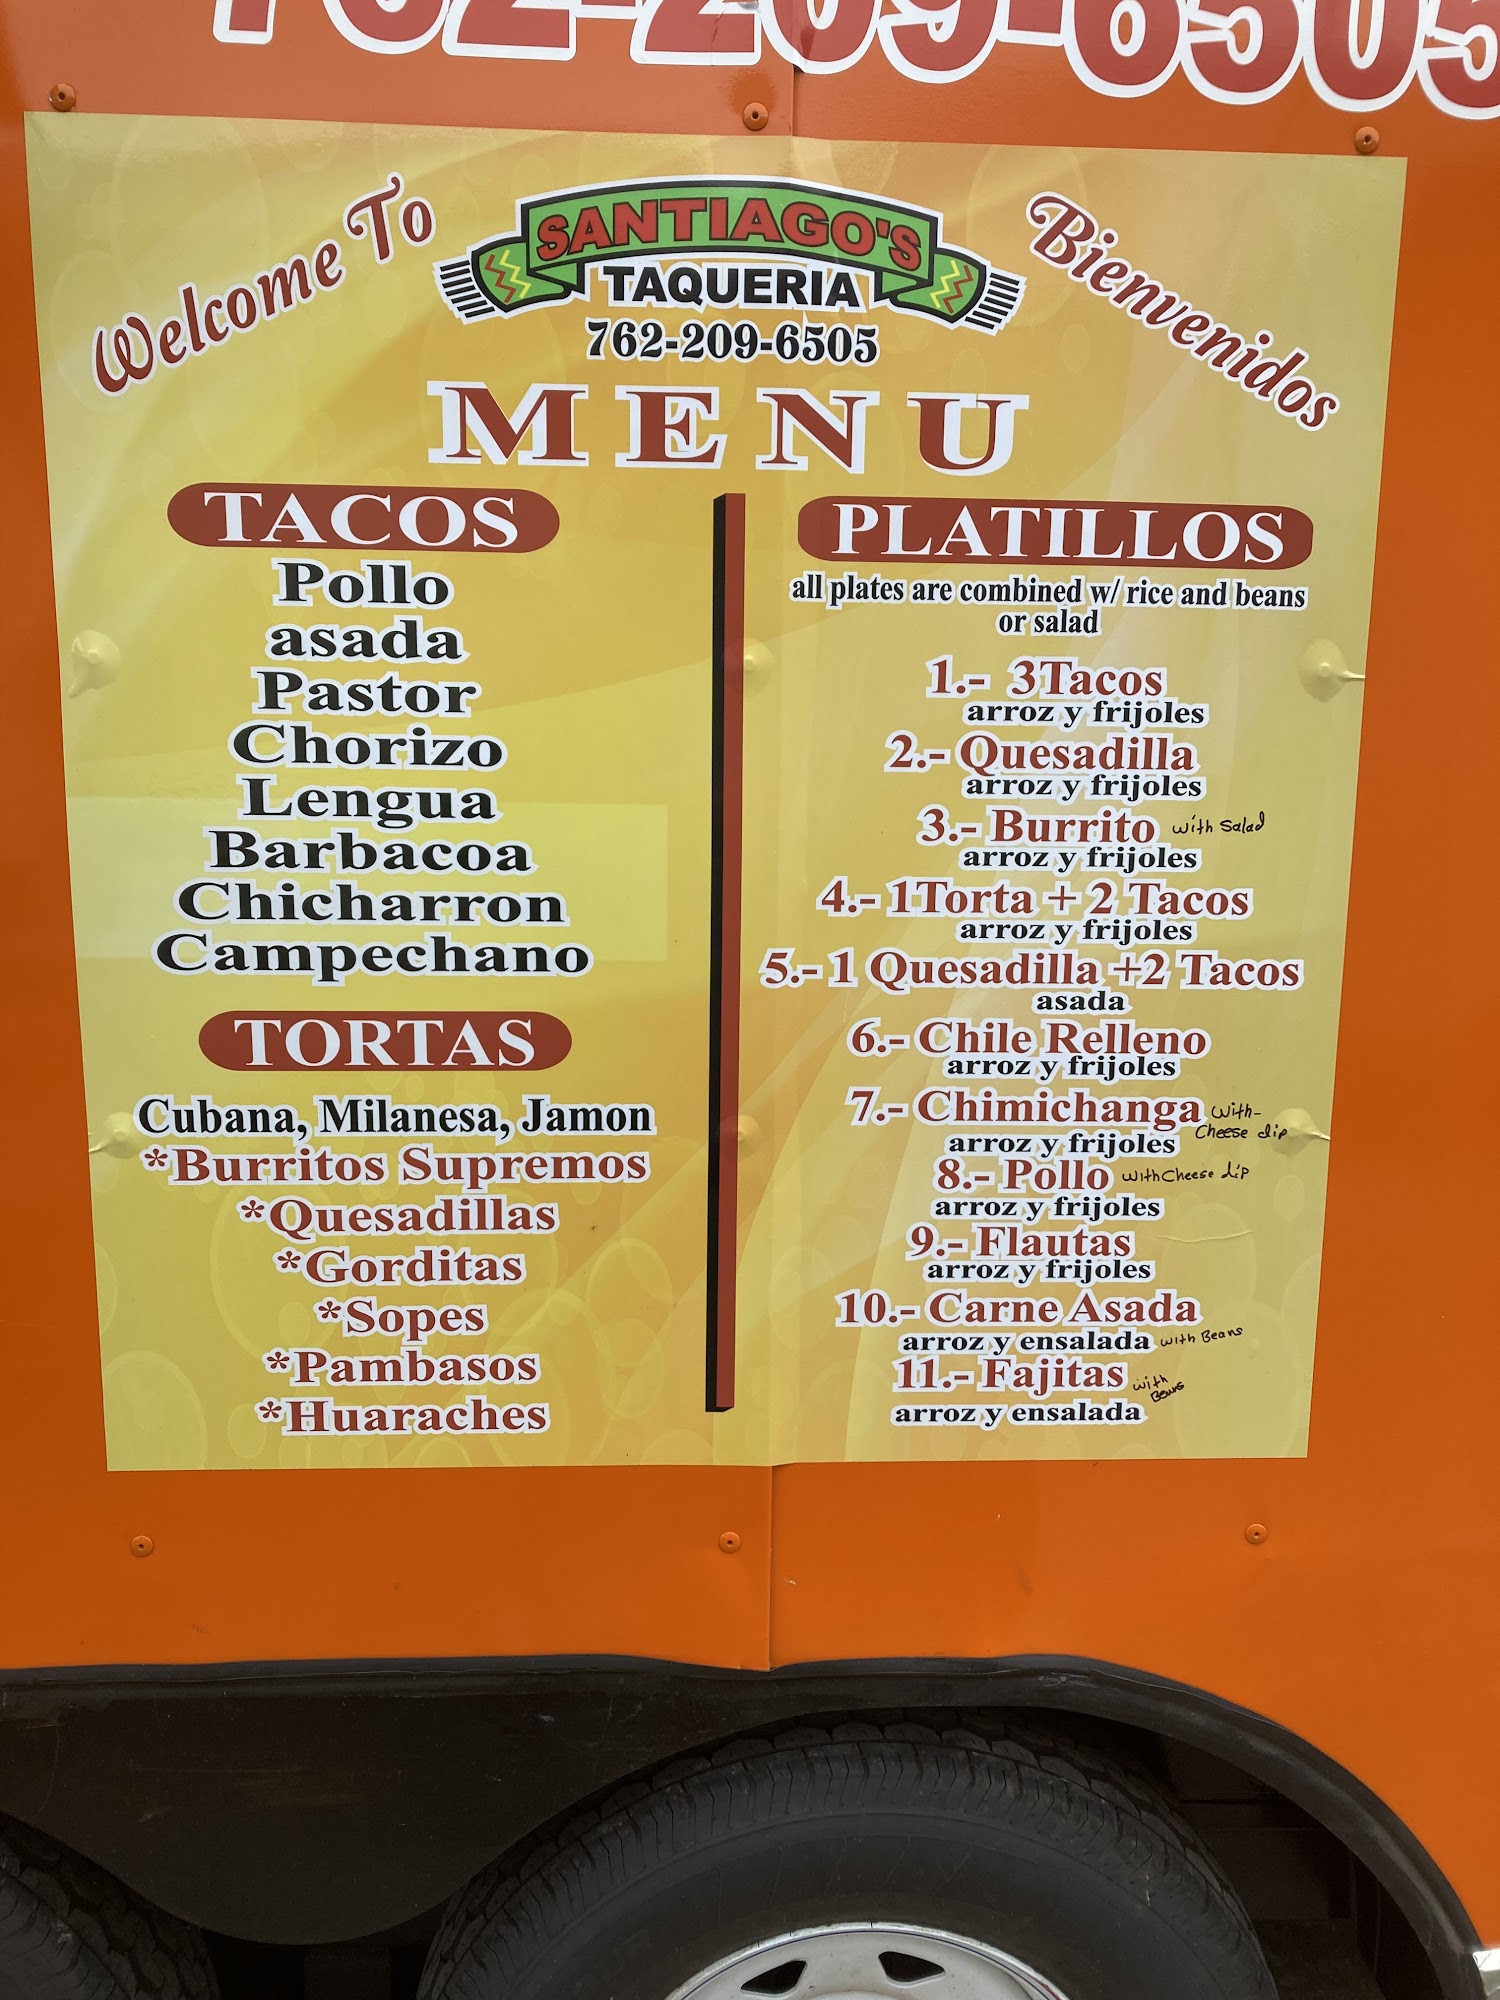 762-209-6505
Welcome To
SANTIAGO'S
TAQUERIA
762-209-6505
Bienvenidos
MENU
TACOS
Pollo
asada
Pastor
Chorizo
Lengua
Barbacoa
Chicharron
Campechano
TORTAS
Cubana, Milanesa, Jamon
*Burritos Supremos
*Quesadillas
*Gorditas
*Sopes
*Pambasos
*Huaraches
PLATILLOS
all plates are combined w/ rice and beans
or salad
1.- 3Tacos
arroz y frijoles
2.- Quesadilla
arroz y frijoles
3.- Burrito with Salad
arroz y frijoles
4.- 1Torta + 2 Tacos
arroz y frijoles
5.- 1 Quesadilla +2 Tacos
asada
6.- Chile Relleno
arroz y frijoles
7.- Chimichanga with-
Cheese dip
arroz y frijoles
8.- Pollo with Cheese dip
arroz y frijoles
9.- Flautas
arroz y frijoles
10.- Carne Asada
arroz y ensalada with Beans
11.- Fajitas with
Beans
arroz y ensalada